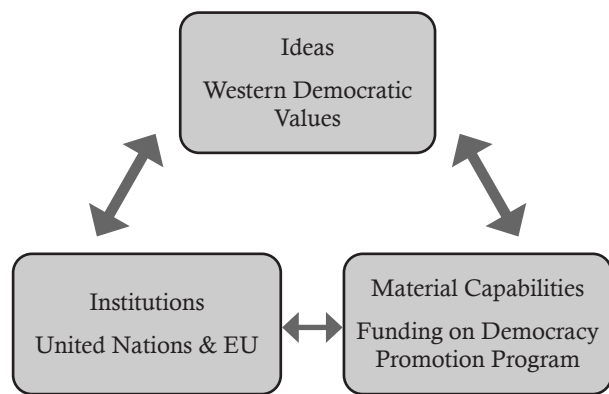 Ideas
Western Democratic
Values
Institutions
United Nations & EU
Material Capabilities
Funding on Democracy
Promotion Program